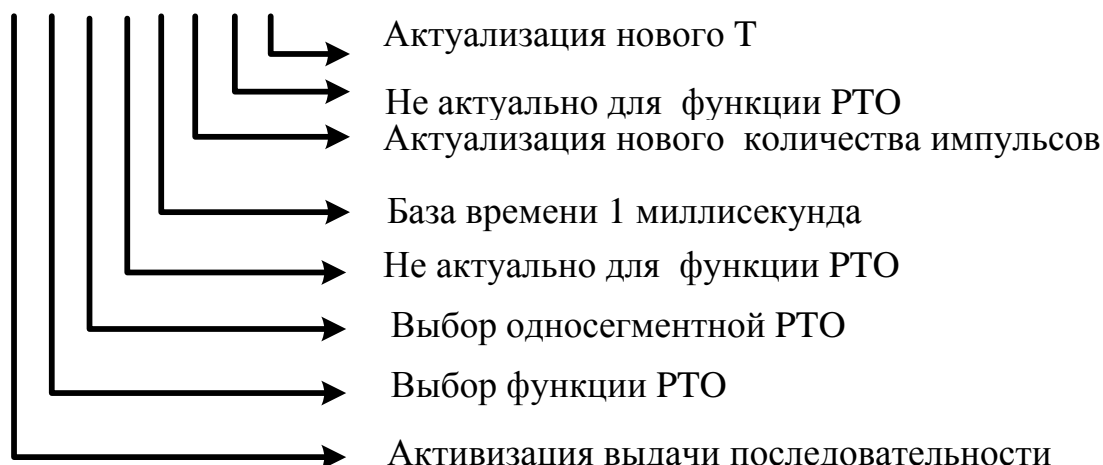 Актуализация нового Т
Не актуально для функции РТО
Актуализация нового количества импульсов
База времени 1 миллисекунда
Не актуально для функции РТО
Выбор односегментной РТО
Выбор функции РТО
Активизация выдачи последовательности